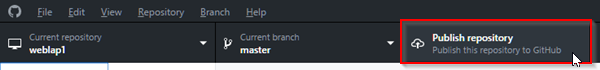 File Edit View Repository Branch Help
Current repository
weblap1
Current branch
master
Publish repository
Publish this repository to GitHub